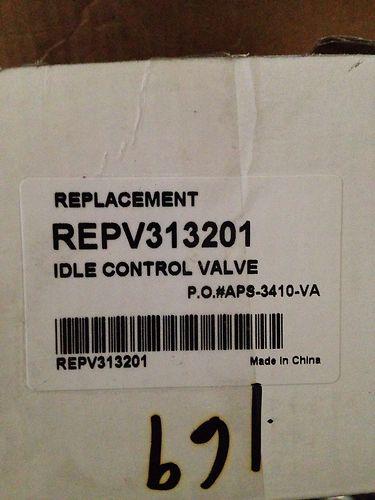 REPLACEMENT
REPV313201
IDLE CONTROL VALVE
P.O.#APS-3410-VA
REPV313201 Made in China
169